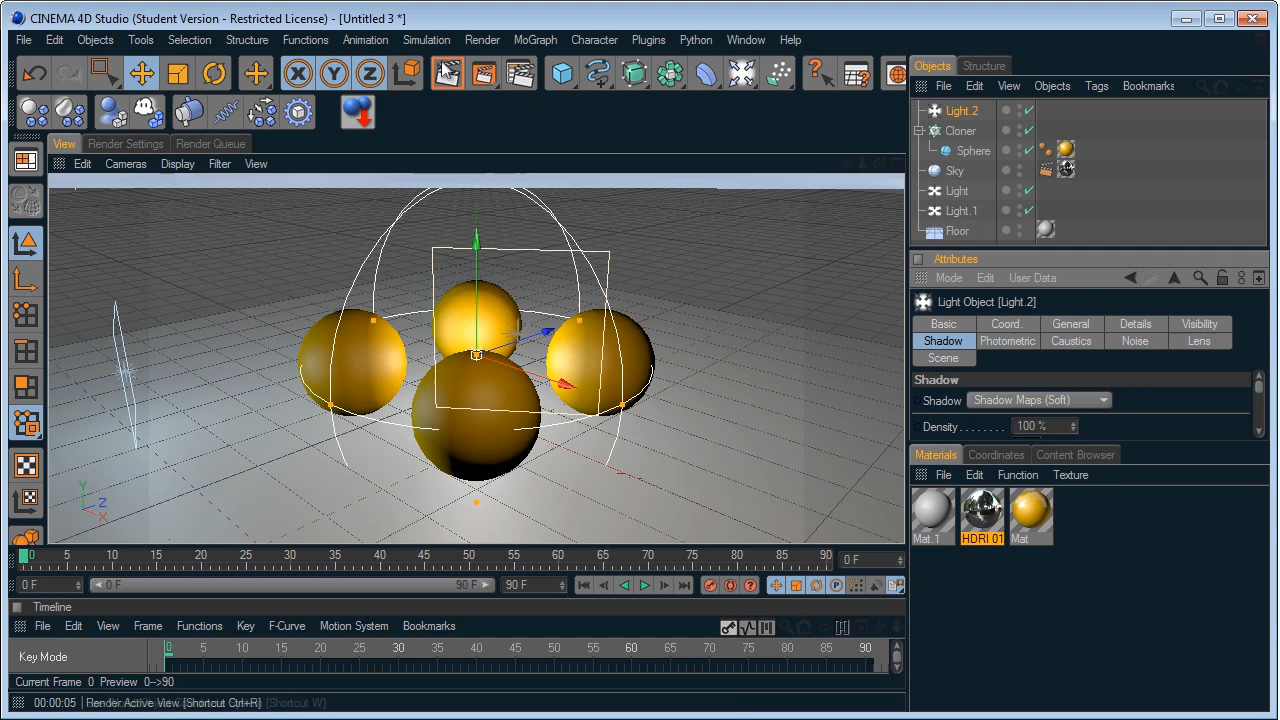 CINEMA 4D Studio (Student Version - Restricted License) - [Untitled 3 *]
File Edit Objects Tools Selection Structure Functions Animation Simulation Render MoGraph Character Plugins Python Window Help
X Y Z
View Render Settings Render Queue
Edit Cameras Display Filter View
Y
Z
X
0 5 10 15 20 25 30 35 40 45 50 55 60 65 70 75 80 85 90
0 F
0 F
0 F
90 F
90 F
P
Timeline
File Edit View Frame Functions Key F-Curve Motion System Bookmarks
Key Mode
0 5 10 15 20 25 30 35 40 45 50 55 60 65 70 75 80 85 90
Current Frame 0 Preview 0-->90
00:00:05 Render Active View [Shortcut Ctrl+R] [Shortcut W]
Objects Structure
File Edit View Objects Tags Bookmarks
Light.2
Cloner
Sphere
Sky
Light
Light.1
Floor
Attributes
Mode Edit User Data
Light Object [Light.2]
Basic Coord. General Details Visibility
Shadow Photometric Caustics Noise Lens
Scene
Shadow
Shadow Shadow Maps (Soft)
Density . . . . . . . 100 %
Materials Coordinates Content Browser
File Edit Function Texture
Mat.1 HDRI 01 Mat